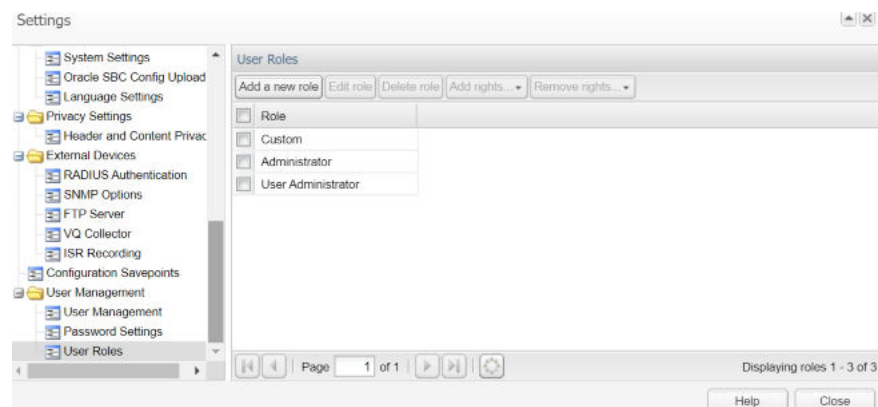 Settings
System Settings
Oracle SBC Config Upload
Language Settings
Privacy Settings
Header and Content Privac
External Devices
RADIUS Authentication
SNMP Options
FTP Server
VQ Collector
ISR Recording
Configuration Savepoints
User Management
User Management
Password Settings
User Roles
User Roles
Add a new role Edit role Delete role Add rights... Remove rights...
Role
Custom
Administrator
User Administrator
Page 1 of 1
Displaying roles 1 - 3 of 3
Help Close